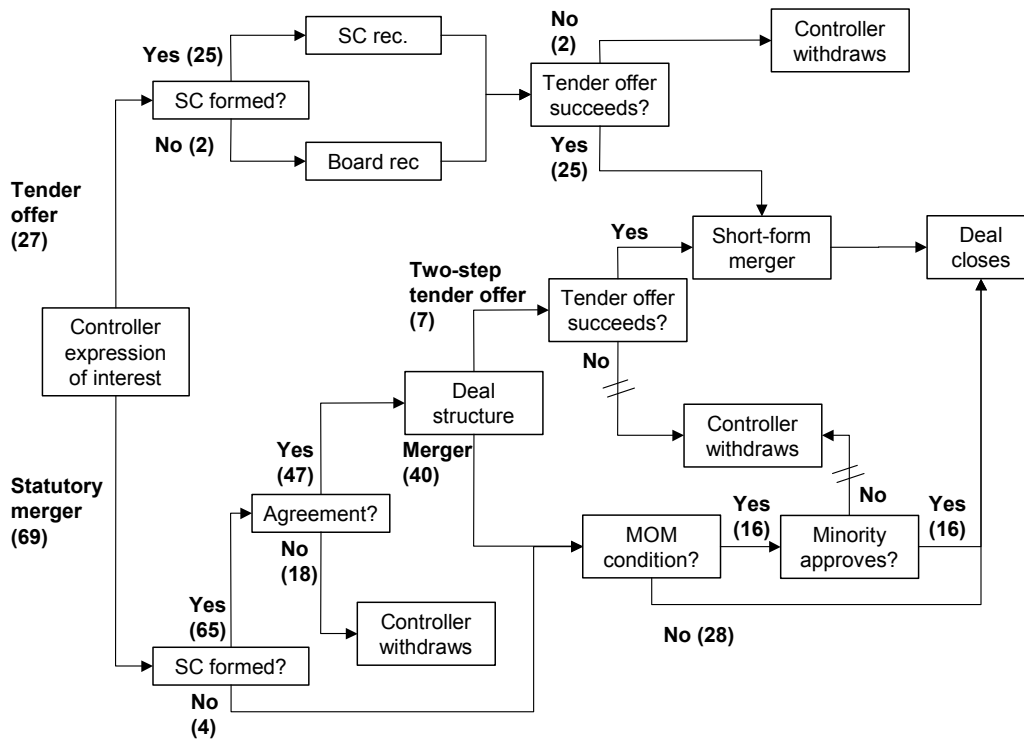 Yes (25)
SC rec.
No
(2)
Controller
withdraws
SC formed?
Tender offer
succeeds?
No (2)
Board rec
Yes
(25)
Tender
offer
(27)
Yes
Short-form
merger
Deal
closes
Two-step
tender offer
(7)
Tender offer
succeeds?
Controller
expression
of interest
No
Deal
structure
Yes
(47)
Merger
(40)
Controller
withdraws
Statutory
merger
(69)
Agreement?
No
Yes
(16)
Yes
(16)
MOM
condition?
Minority
approves?
No
(18)
Yes
(65)
Controller
withdraws
No (28)
SC formed?
No
(4)